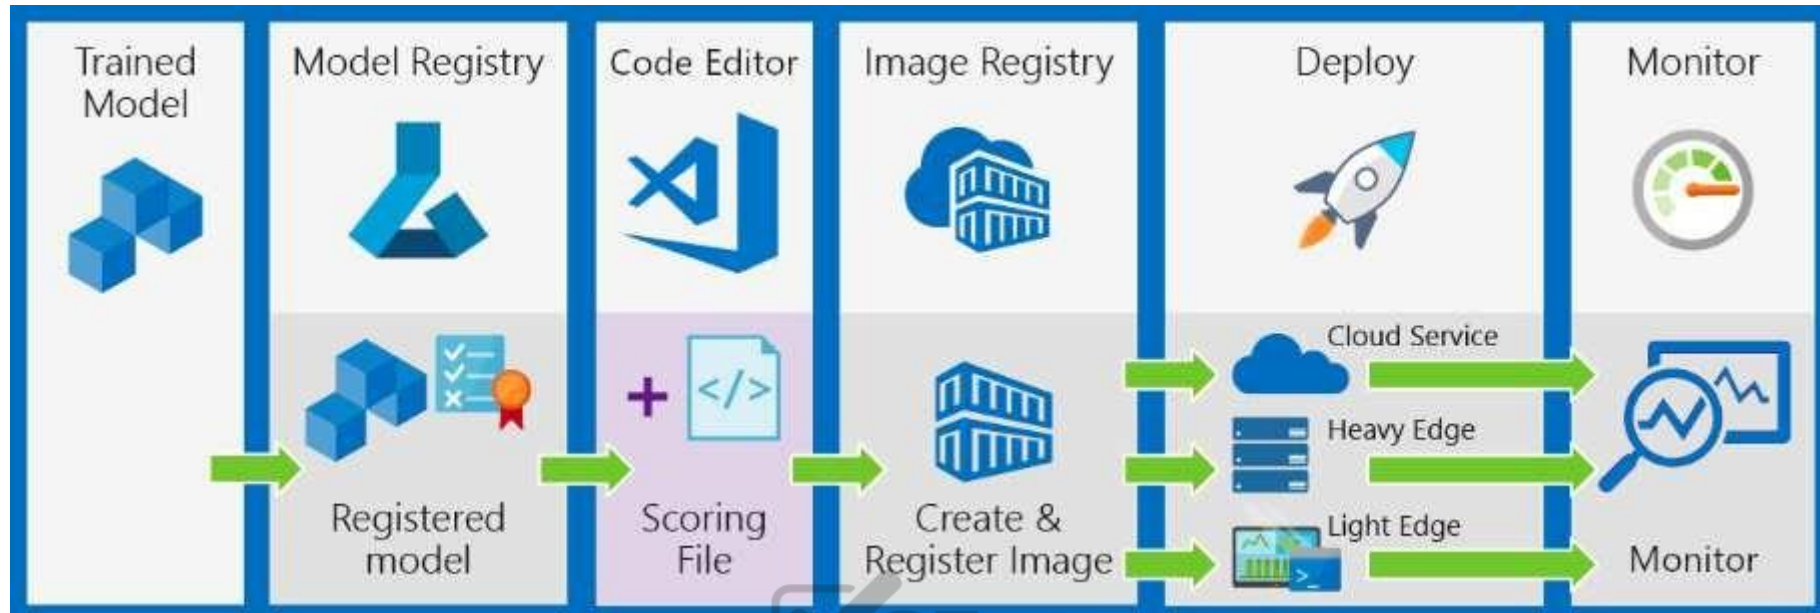 Trained
Model
Model Registry
Code Editor
Image Registry
Deploy
Monitor
Cloud Service
</>
Heavy Edge
Registered
model
Scoring
File
Create &
Register Image
>_
Light Edge
Monitor